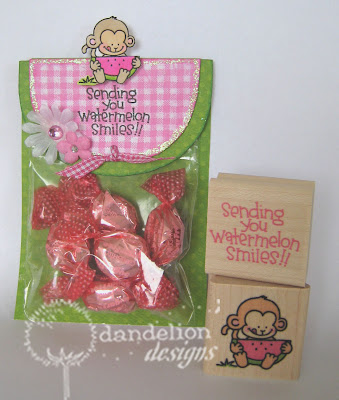 Sending
you
Watermelon
Smiles!!
Sending
you
Watermelon
Smiles!!
dandelion
designs